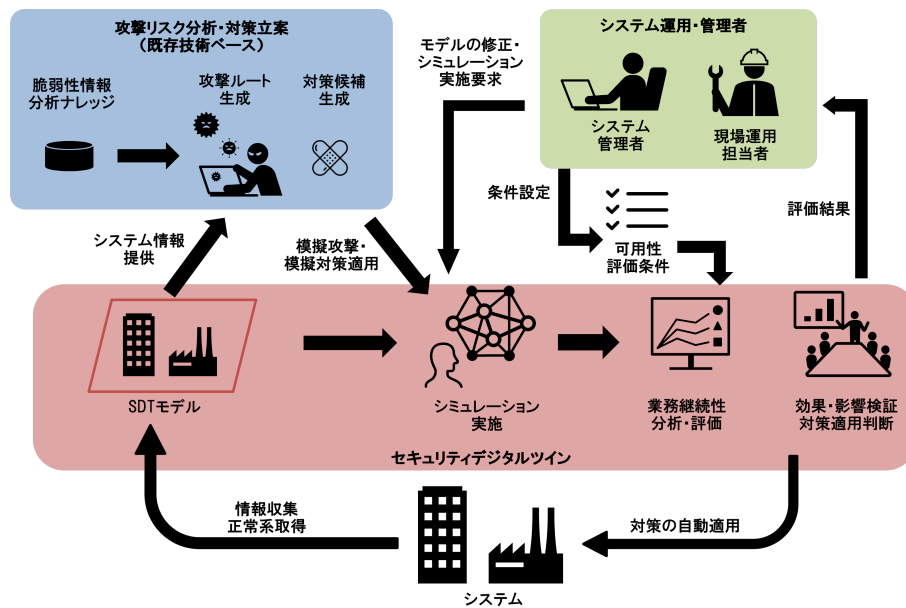 攻撃リスク分析・対策立案
（既存技術ベース）
脆弱性情報
分析ナレッジ
攻撃ルート
生成
対策候補
生成
モデルの修正・
シミュレーション
実施要求
システム運用・管理者
システム
管理者
現場運用
担当者
システム情報
提供
模擬攻撃・
模擬対策適用
条件設定
可用性
評価条件
評価結果
SDTモデル
シミュレーション
実施
業務継続性
分析・評価
効果・影響検証
対策適用判断
セキュリティデジタルツイン
情報収集
正常系取得
対策の自動適用
システム